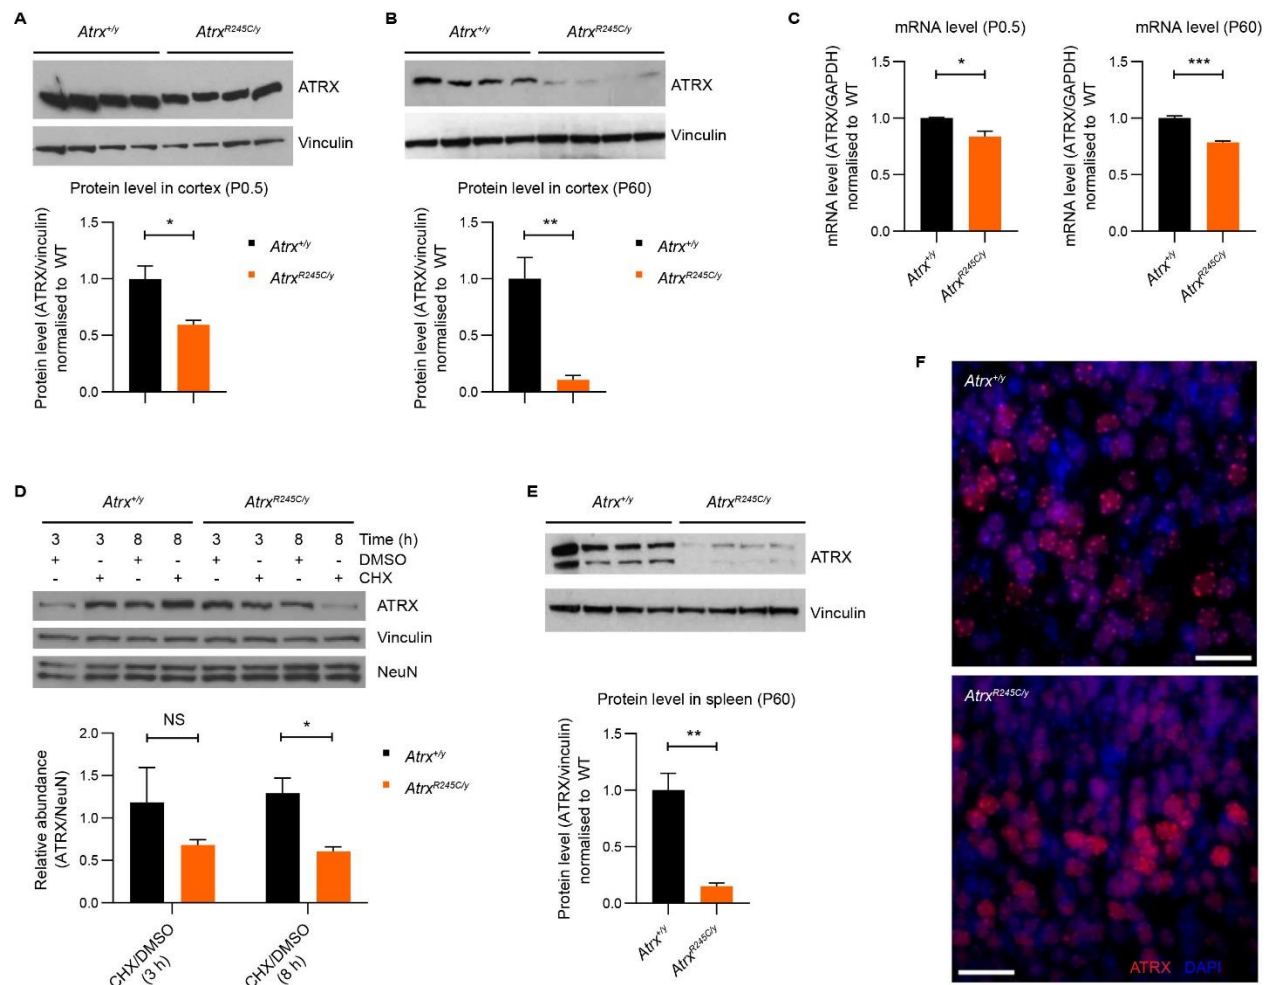 A
Atrx+/y AtrxR245C/y
ATRX
Vinculin
Protein level in cortex (P0.5)
Protein level (ATRX/vinculin)
normalised to WT
1.5
1.0
0.5
0.0
*
Atrx+/y
AtrxR245C/y
B
Atrx+/y AtrxR245C/y
ATRX
Vinculin
Protein level in cortex (P60)
Protein level (ATRX/vinculin)
normalised to WT
1.5
1.0
0.5
0.0
**
Atrx+/y
AtrxR245C/y
C
mRNA level (P0.5)
mRNA level (ATRX/GAPDH)
normalised to WT
1.5
1.0
0.5
0.0
*
Atrx+/y
AtrxR245C/y
mRNA level (P60)
mRNA level (ATRX/GAPDH)
normalised to WT
1.5
1.0
0.5
0.0
***
Atrx+/y
AtrxR245C/y
D
Atrx+/y AtrxR245C/y
3 3 8 8 3 3 8 8 Time (h)
+ - + - + - + - DMSO
- + - + - + - + CHX
ATRX
Vinculin
NeuN
Relative abundance
(ATRX/NeuN)
2.0
1.5
1.0
0.5
0.0
NS
*
Atrx+/y
AtrxR245C/y
CHX/DMSO
(3 h)
CHX/DMSO
(8 h)
E
Atrx+/y AtrxR245C/y
ATRX
Vinculin
Protein level in spleen (P60)
Protein level (ATRX/vinculin)
normalised to WT
1.5
1.0
0.5
0.0
**
Atrx+/y
AtrxR245C/y
F
Atrx+/y
AtrxR245C/y
ATRX DAPI